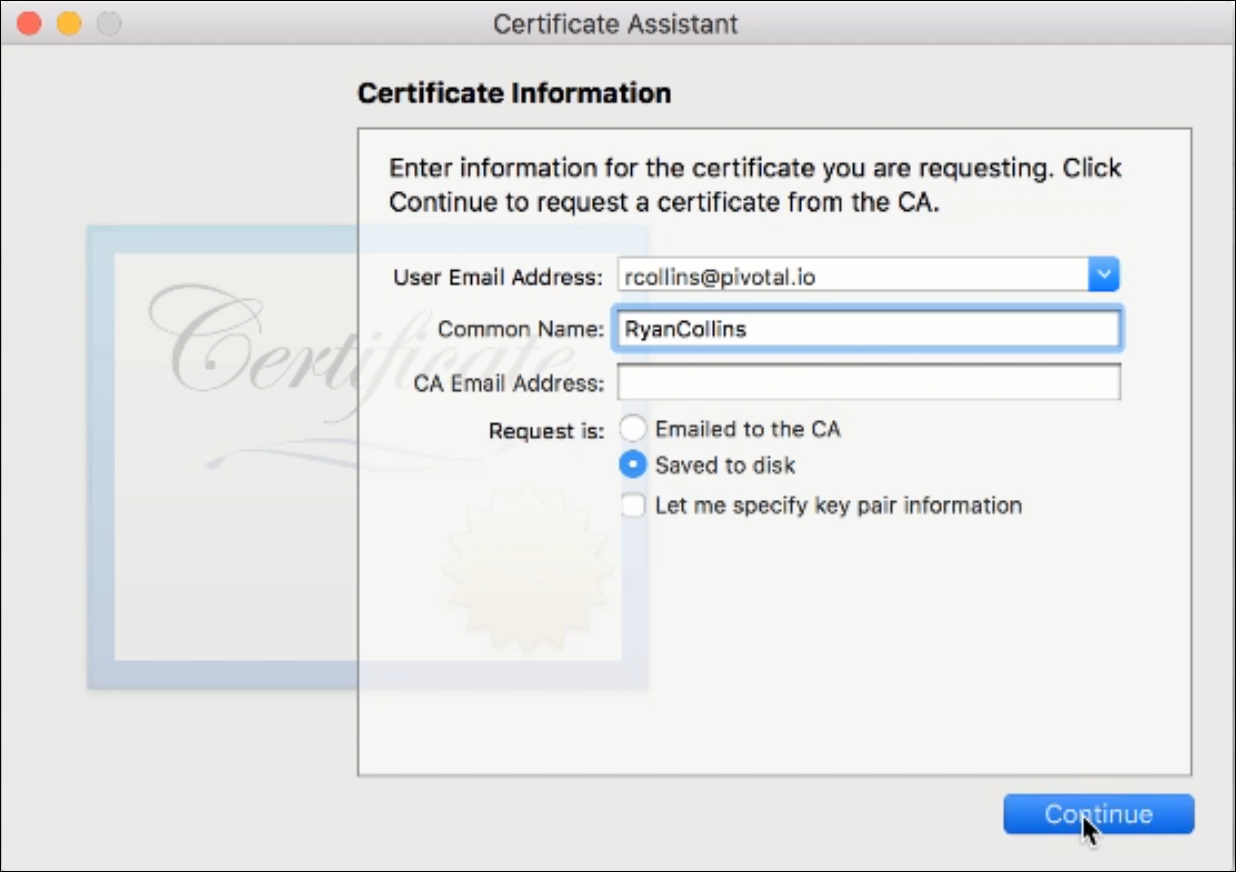 Certificate Assistant
Certificate Information
Enter information for the certificate you are requesting. Click
Continue to request a certificate from the CA.
User Email Address: rcollins@pivotal.io
Common Name: RyanCollins
CA Email Address:
Request is: Emailed to the CA
Saved to disk
Let me specify key pair information
Certificate
Continue